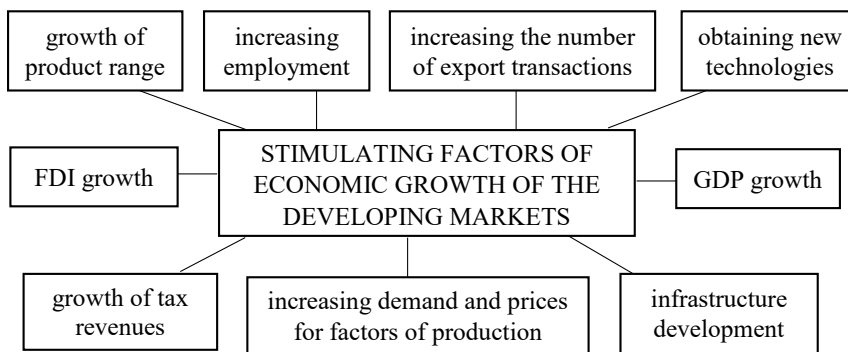 growth of
product range
increasing
employment
increasing the number
of export transactions
obtaining new
technologies
FDI growth
STIMULATING FACTORS OF
ECONOMIC GROWTH OF THE
DEVELOPING MARKETS
GDP growth
growth of tax
revenues
increasing demand and prices
for factors of production
infrastructure
development